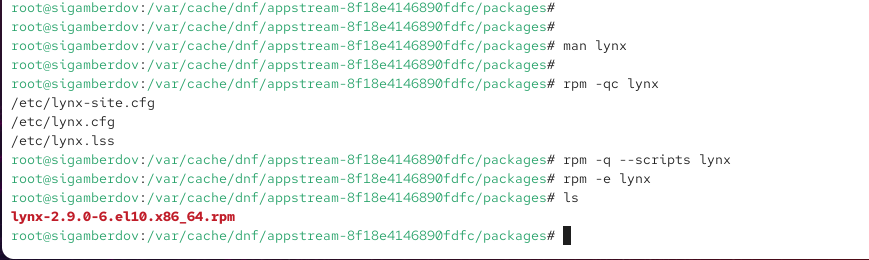 root@sigamberdov:/var/cache/dnf/appstream-8f18e4146890fdfc/packages#
root@sigamberdov:/var/cache/dnf/appstream-8f18e4146890fdfc/packages#
root@sigamberdov:/var/cache/dnf/appstream-8f18e4146890fdfc/packages# man lynx
root@sigamberdov:/var/cache/dnf/appstream-8f18e4146890fdfc/packages#
root@sigamberdov:/var/cache/dnf/appstream-8f18e4146890fdfc/packages# rpm -qc lynx
/etc/lynx-site.cfg
/etc/lynx.cfg
/etc/lynx.lss
root@sigamberdov:/var/cache/dnf/appstream-8f18e4146890fdfc/packages# rpm -q --scripts lynx
root@sigamberdov:/var/cache/dnf/appstream-8f18e4146890fdfc/packages# rpm -e lynx
root@sigamberdov:/var/cache/dnf/appstream-8f18e4146890fdfc/packages# ls
lynx-2.9.0-6.el10.x86_64.rpm
root@sigamberdov:/var/cache/dnf/appstream-8f18e4146890fdfc/packages#